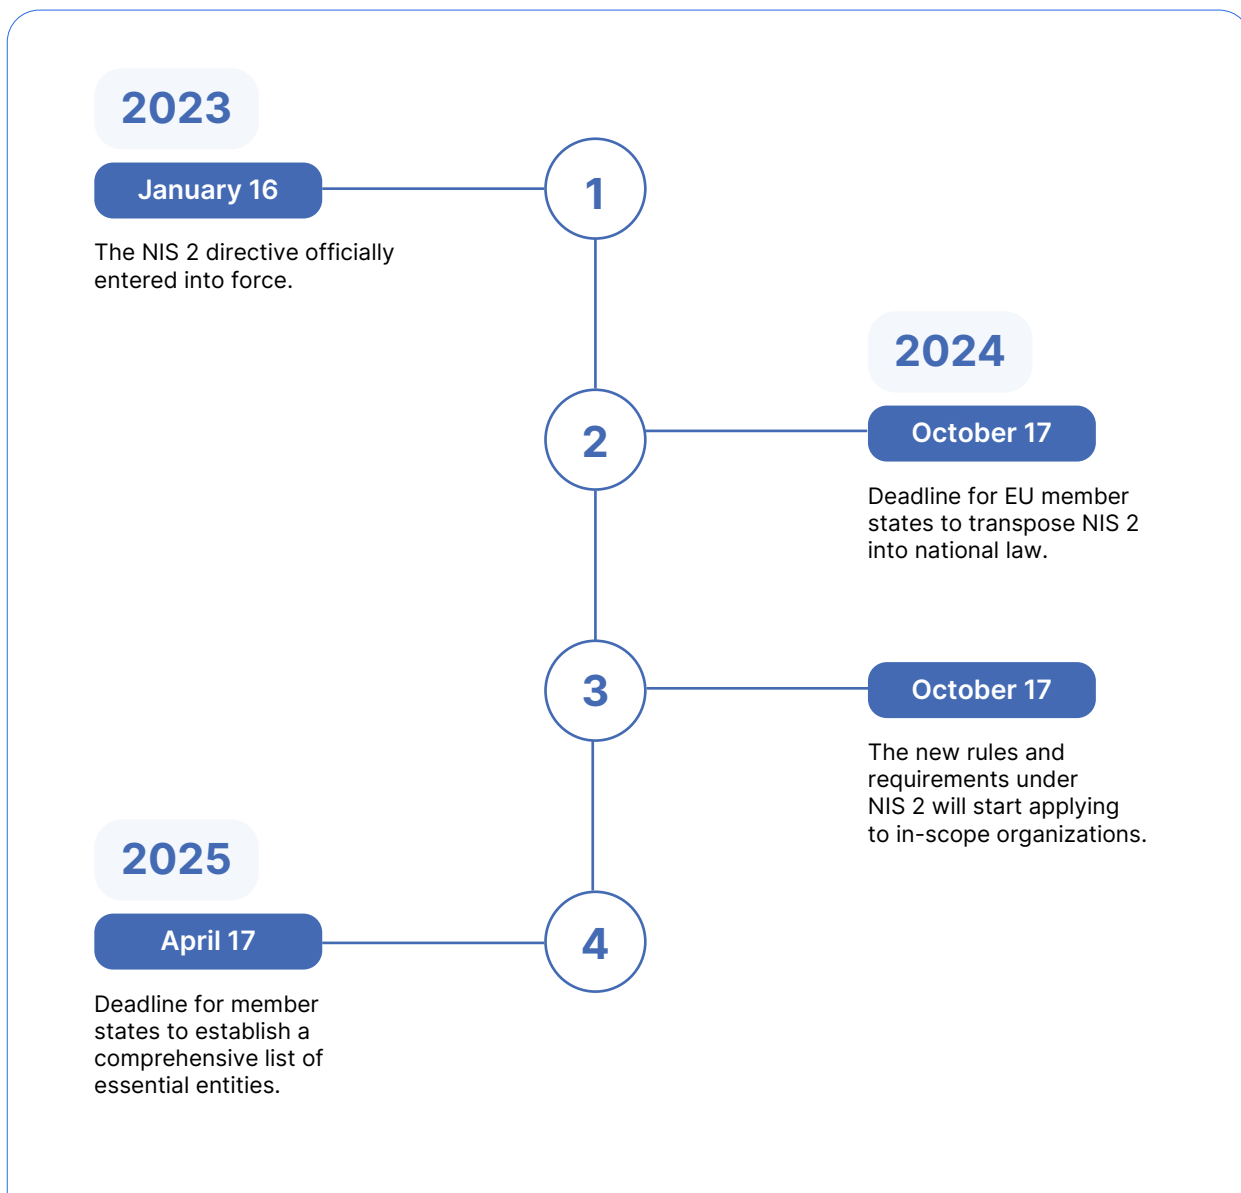 2023
January 16
The NIS 2 directive officially
entered into force.
1
2024
October 17
Deadline for EU member
states to transpose NIS 2
into national law.
2
October 17
The new rules and
requirements under
NIS 2 will start applying
to in-scope organizations.
3
2025
April 17
Deadline for member
states to establish a
comprehensive list of
essential entities.
4